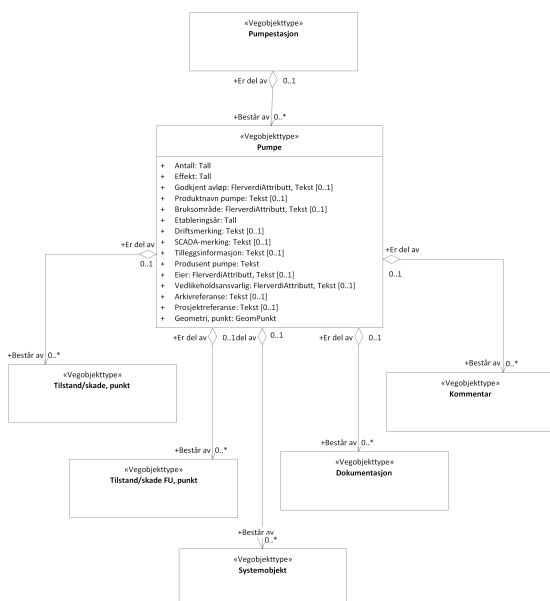 «Vegobjekttype»
Pumpestasjon
+Er del av 0..1
+Består av 0..*
«Vegobjekttype»
Pumpe
+ Antall: Tall
+ Effekt: Tall
+ Godkjent avløp: FlerverdiAttributt, Tekst [0..1]
+ Produktnavn pumpe: Tekst [0..1]
+ Bruksområde: FlerverdiAttributt, Tekst [0..1]
+ Etableringsår: Tall
+ Driftsmerking: Tekst [0..1]
+ SCADA-merking: Tekst [0..1]
+ Tilleggsinformasjon: Tekst [0..1]
+ Produsent pumpe: Tekst
+ Eier: FlerverdiAttributt, Tekst [0..1]
+ Vedlikeholdsansvarlig: FlerverdiAttributt, Tekst [0..1]
+ Arkivreferanse: Tekst [0..1]
+ Prosjektreferanse: Tekst [0..1]
+ Geometri, punkt: GeomPunkt
+Er del av
0..1
+Er del av
0..1
+Er del av 0..1 del av 0..1
+Er del av 0..1
+Består av 0..*
«Vegobjekttype»
Tilstand/skade, punkt
+Består av 0..*
«Vegobjekttype»
Kommentar
+Består av 0..*
«Vegobjekttype»
Tilstand/skade FU, punkt
+Består av 0..*
«Vegobjekttype»
Dokumentasjon
+Består av
0..*
«Vegobjekttype»
Systemobjekt